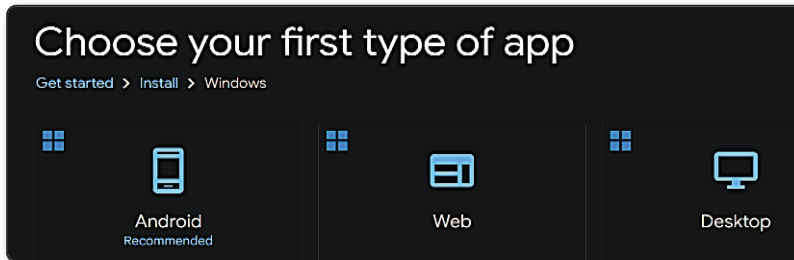 Choose your first type of app
Get started > Install > Windows
Android
Recommended
Web
Desktop